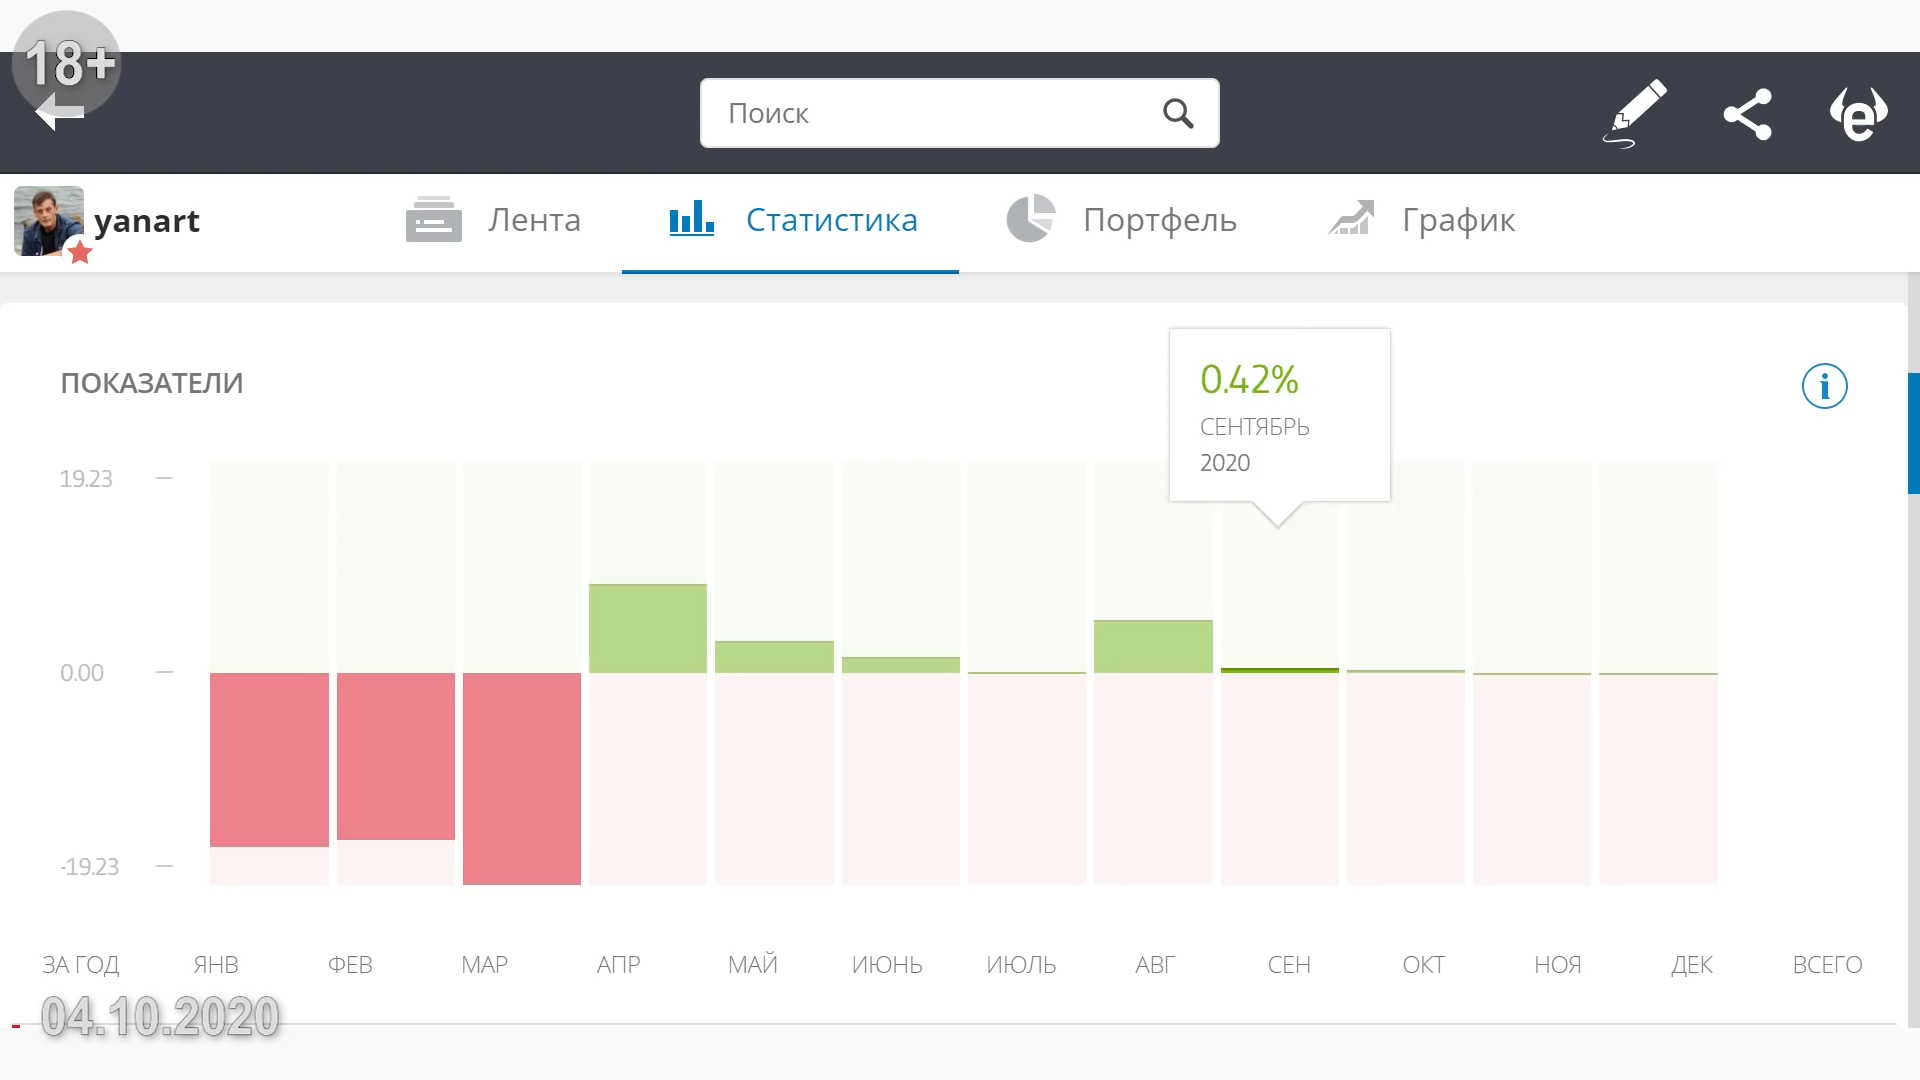 18+
Поиск
yanart
Лента
Статистика
Портфель
График
ПОКАЗАТЕЛИ
0.42%
СЕНТЯБРЬ
2020
19.23
0.00
-19.23
ЗА ГОД ЯНВ ФЕВ МАР АПР МАЙ ИЮНЬ ИЮЛЬ АВГ СЕН ОКТ НОЯ ДЕК ВСЕГО
04.10.2020